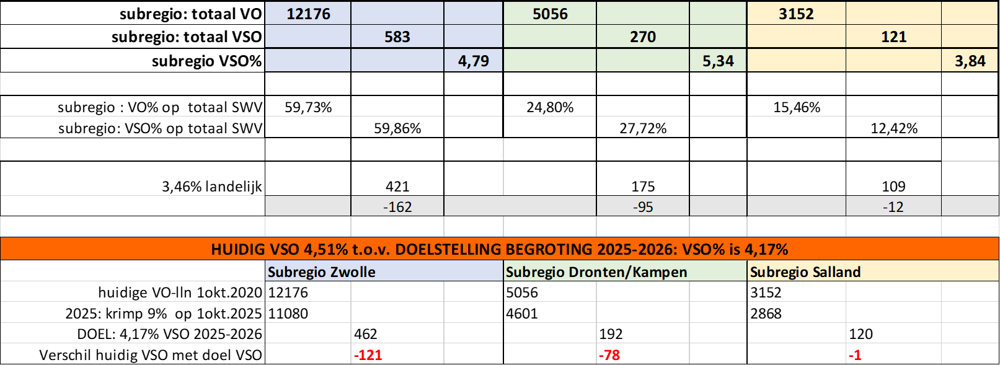 subregio: totaal VO 12176 5056 3152
subregio: totaal VSO 583 270 121
subregio VSO% 4,79 5,34 3,84
subregio : VO% op totaal SWV 59,73% 24,80% 15,46%
subregio: VSO% op totaal SWV 59,86% 27,72% 12,42%
3,46% landelijk 421 175 109
-162 -95 -12
HUIDIG VSO 4,51% t.o.v. DOELSTELLING BEGROTING 2025-2026: VSO% is 4,17%
Subregio Zwolle Subregio Dronten/Kampen Subregio Salland
huidige VO-lln 1okt.2020 12176 5056 3152
2025: krimp 9% op 1okt.2025 11080 4601 2868
DOEL: 4,17% VSO 2025-2026 462 192 120
Verschil huidig VSO met doel VSO -121 -78 -1